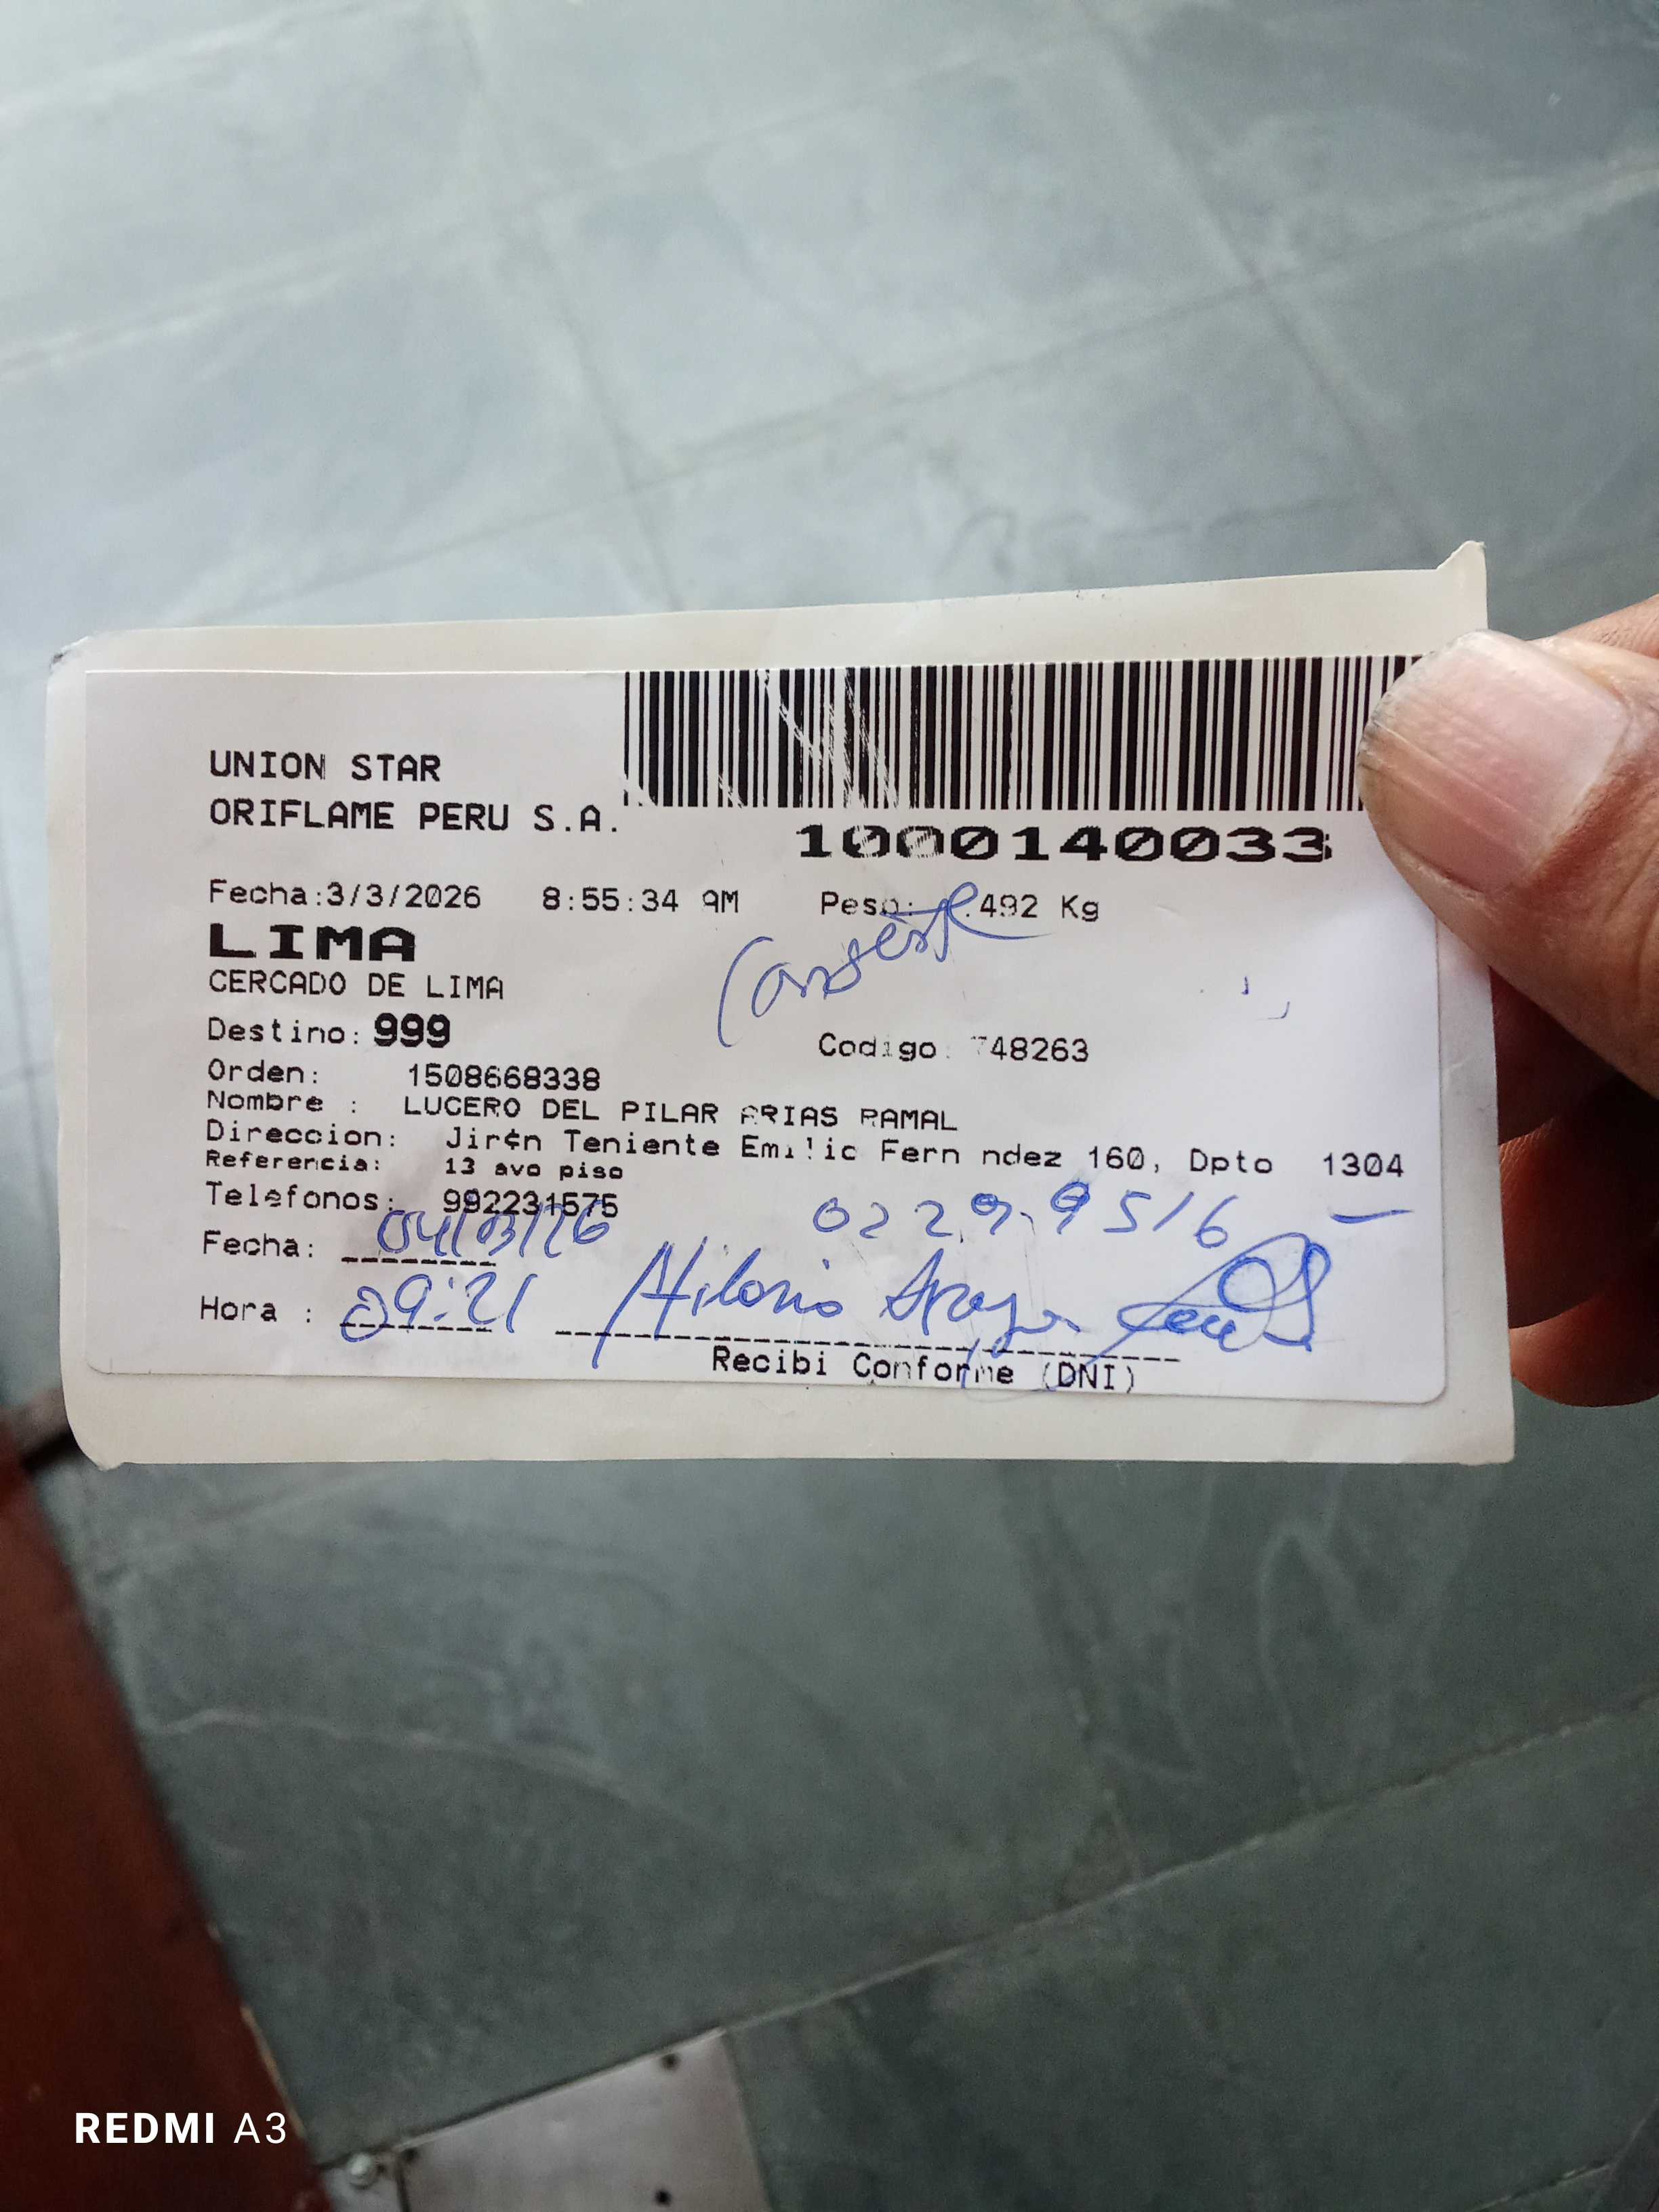 UNION STAR
ORIFLAME PERU S.A.
1000140033
Fecha:3/3/2026 8:55:34 AM Peso: .492 Kg
LIMA
CERCADO DE LIMA
Destino: 999
Codigo: 748263
Orden: 1508668338
Nombre : LUCERO DEL PILAR ARIAS RAMAL
Direccion: Jir¢n Teniente Emilio Fern ndez 160, Dpto 1304
Referencia: 13 avo piso
Telefonos: 992231575
02299516
Fecha: 04/03/26
Hora : 09:21 Hilario
Recibi Conforme (DNI)
REDMI A3